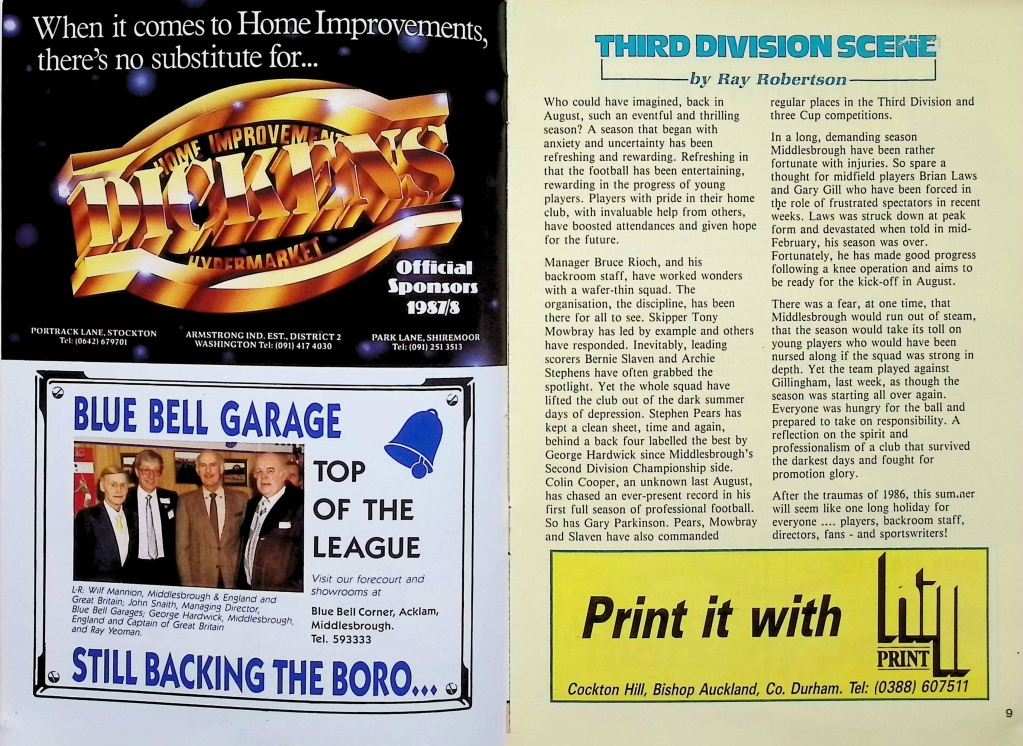 When it comes to Home Improvements,
there's no substitute for...
HOME IMPROVEMENT
DICKENS
HYPERMARKET
Official
Sponsors
1987/8
PORTRACK LANE, STOCKTON
Tel: (0642) 679701
ARMSTRONG IND. EST., DISTRICT 2
WASHINGTON Tel: (091) 417 4030
PARK LANE, SHIREMOOR
Tel: (091) 251 3513
BLUE BELL GARAGE
TOP
OF THE
LEAGUE
L-R: Wilf Mannion, Middlesbrough & England and
Great Britain; John Snaith, Managing Director,
Blue Bell Garages; George Hardwick, Middlesbrough,
England and Captain of Great Britain
and Ray Yeoman.
Visit our forecourt and
showrooms at
Blue Bell Corner, Acklam,
Middlesbrough.
Tel. 593333
STILL BACKING THE BORO...
THIRD DIVISION SCENE
by Ray Robertson
Who could have imagined, back in
August, such an eventful and thrilling
season? A season that began with
anxiety and uncertainty has been
refreshing and rewarding. Refreshing in
that the football has been entertaining,
rewarding in the progress of young
players. Players with pride in their home
club, with invaluable help from others,
have boosted attendances and given hope
for the future.
Manager Bruce Rioch, and his
backroom staff, have worked wonders
with a wafer-thin squad. The
organisation, the discipline, has been
there for all to see. Skipper Tony
Mowbray has led by example and others
have responded. Inevitably, leading
scorers Bernie Slaven and Archie
Stephens have often grabbed the
spotlight. Yet the whole squad have
lifted the club out of the dark summer
days of depression. Stephen Pears has
kept a clean sheet, time and again,
behind a back four labelled the best by
George Hardwick since Middlesbrough's
Second Division Championship side.
Colin Cooper, an unknown last August,
has chased an ever-present record in his
first full season of professional football.
So has Gary Parkinson. Pears, Mowbray
and Slaven have also commanded
regular places in the Third Division and
three Cup competitions.
In a long, demanding season
Middlesbrough have been rather
fortunate with injuries. So spare a
thought for midfield players Brian Laws
and Gary Gill who have been forced in
the role of frustrated spectators in recent
weeks. Laws was struck down at peak
form and devastated when told in mid-
February, his season was over.
Fortunately, he has made good progress
following a knee operation and aims to
be ready for the kick-off in August.
There was a fear, at one time, that
Middlesbrough would run out of steam,
that the season would take its toll on
young players who would have been
nursed along if the squad was strong in
depth. Yet the team played against
Gillingham, last week, as though the
season was starting all over again.
Everyone was hungry for the ball and
prepared to take on responsibility. A
reflection on the spirit and
professionalism of a club that survived
the darkest days and fought for
promotion glory.
After the traumas of 1986, this summer
will seem like one long holiday for
everyone .... players, backroom staff,
directors, fans - and sportswriters!
Print it with
lity
PRINT
Cockton Hill, Bishop Auckland, Co. Durham. Tel: (0388) 607511
9